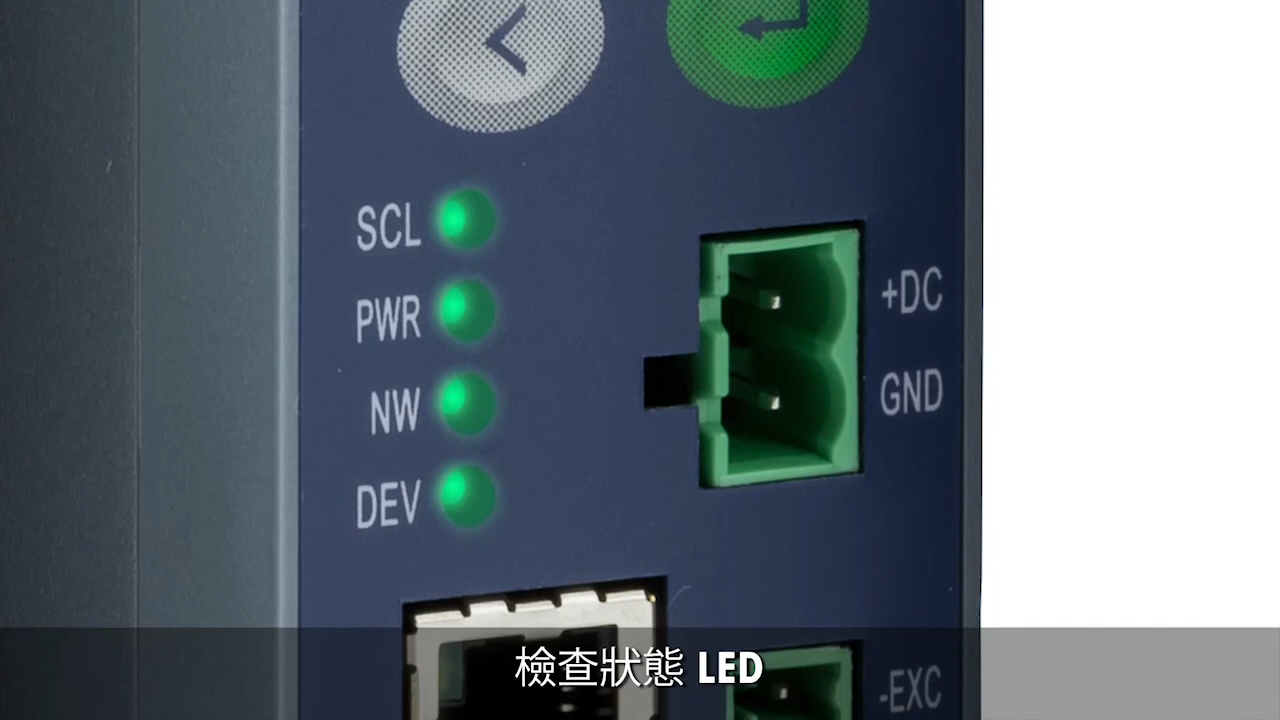 SCL
PWR
NW
DEV
+DC
GND
-EXC
檢查狀態 LED